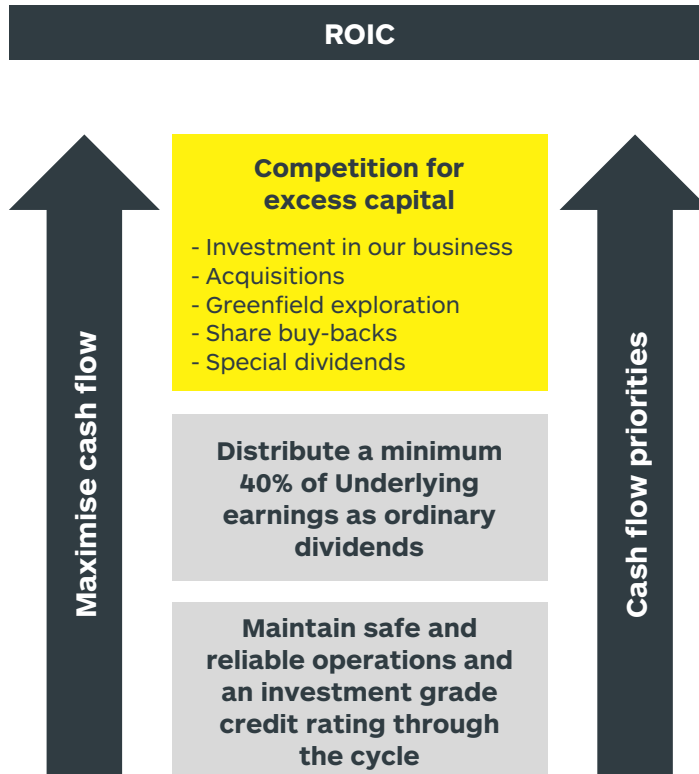 ROIC
Maximise cash flow
Competition for
excess capital
- Investment in our business
- Acquisitions
- Greenfield exploration
- Share buy-backs
- Special dividends
Distribute a minimum
40% of Underlying
earnings as ordinary
dividends
Maintain safe and
reliable operations and
an investment grade
credit rating through
the cycle
Cash flow priorities